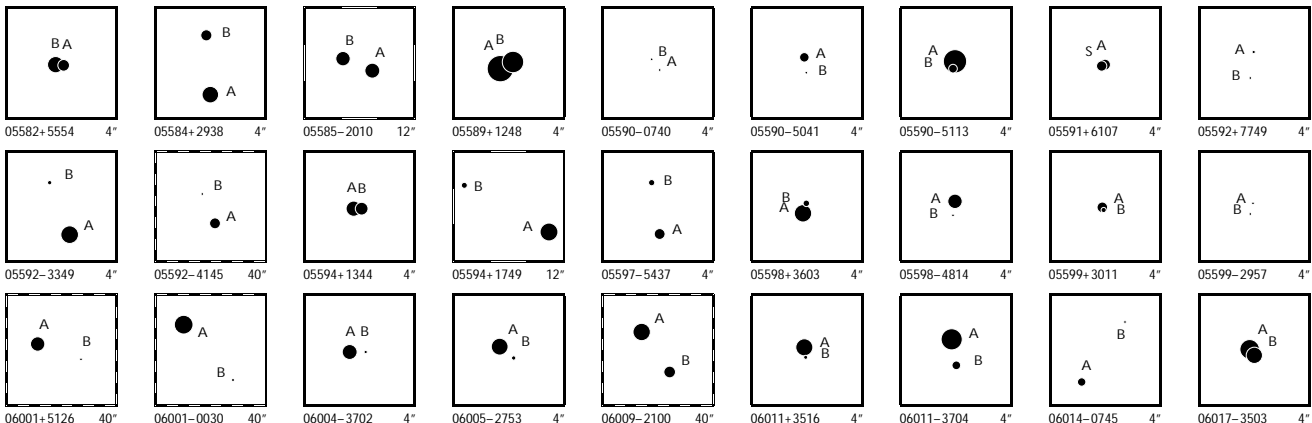 B A
05582+5554 4″
B
A
05584+2938 4″
B
A
05585−2010 12″
A B
05589+1248 4″
B
A
05590−0740 4″
A
B
05590−5041 4″
A
B
05590−5113 4″
S A
05591+6107 4″
A
B
05592+7749 4″
B
A
05592−3349 4″
B
A
05592−4145 40″
A B
05594+1344 4″
B
A
05594+1749 12″
B
A
05597−5437 4″
B
A
05598+3603 4″
A
B
05598−4814 4″
A
B
05599+3011 4″
A
B
05599−2957 4″
A
B
06001+5126 40″
A
B
06001−0030 40″
A B
06004−3702 4″
A
B
06005−2753 4″
A
B
06009−2100 40″
A
B
06011+3516 4″
A
B
06011−3704 4″
B
A
06014−0745 4″
A
B
06017−3503 4″